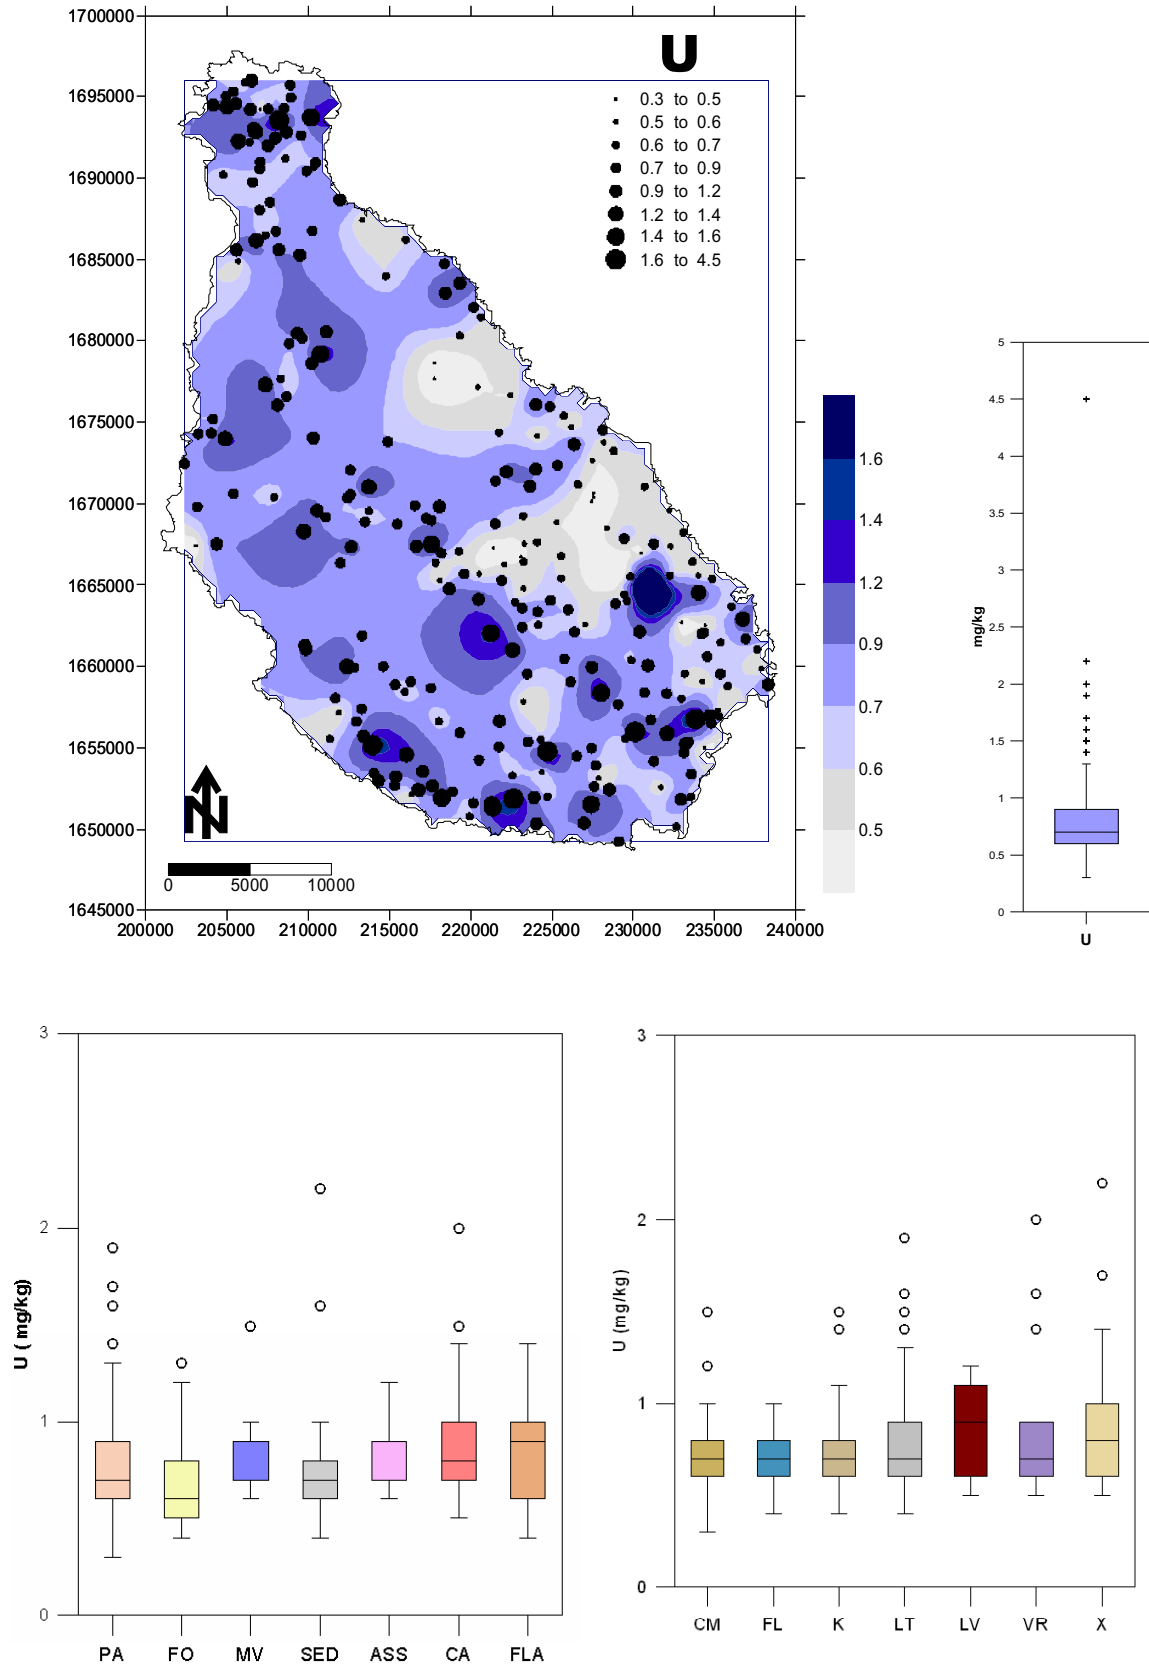 1700000
U
1695000
0.3 to 0.5
0.5 to 0.6
0.6 to 0.7
0.7 to 0.9
0.9 to 1.2
1.2 to 1.4
1.4 to 1.6
1.6 to 4.5
1690000
1685000
1680000
1675000
1670000
1665000
1660000
1655000
1650000
1645000
N
0 5000 10000
200000 205000 210000 215000 220000 225000 230000 235000 240000
1.6
1.4
1.2
0.9
0.7
0.6
0.5
5
4.5
4
3.5
3
2.5
2
1.5
1
0.5
0
mg/kg
U
3
2
1
0
U ( mg/kg)
PA FO MV SED ASS CA FLA
3
2
1
0
U (mg/kg)
CM FL K LT LV VR X